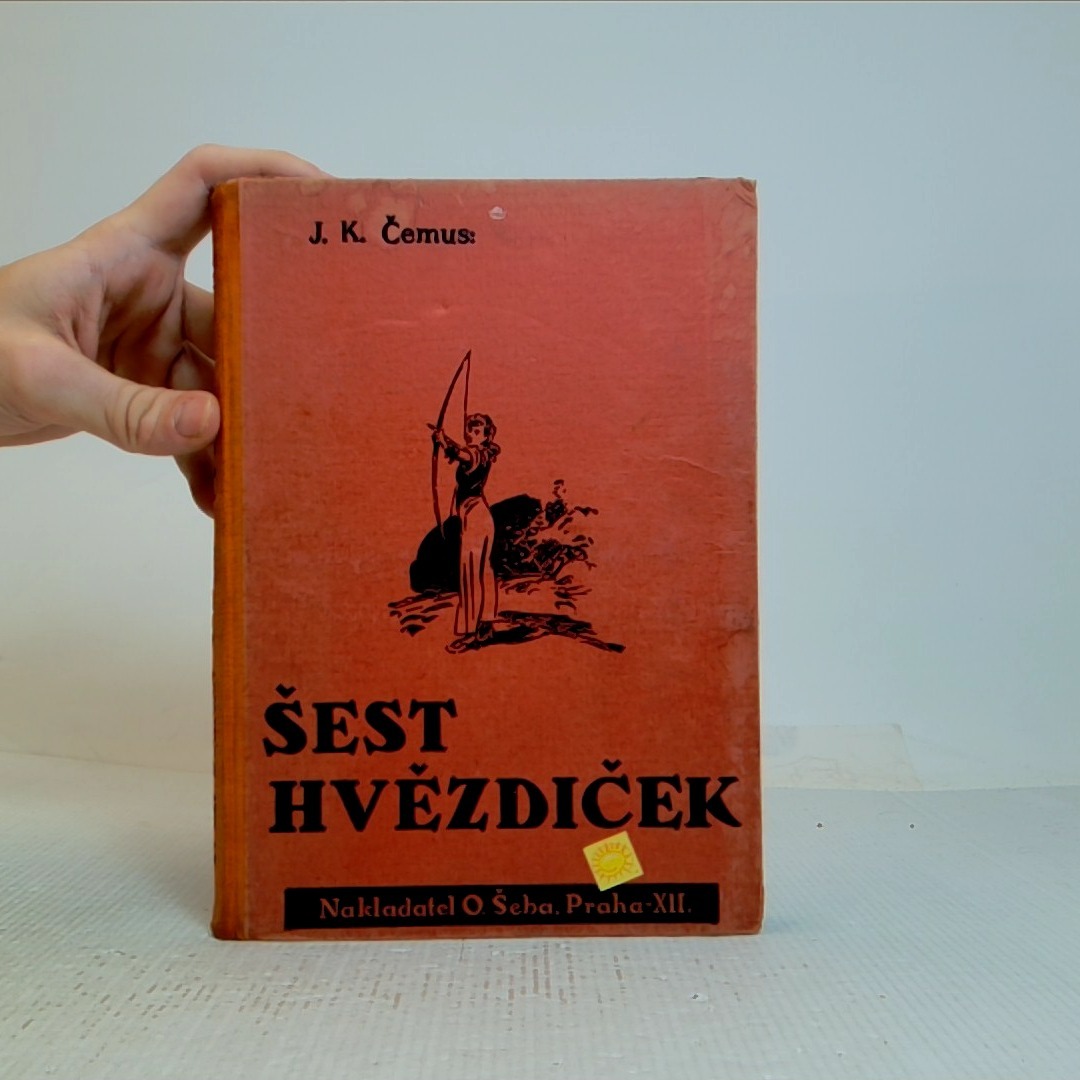 J. K. Čemus:
ŠEST
HVĚZDIČEK
Nakladatel O. Šeba, Praha-XII.